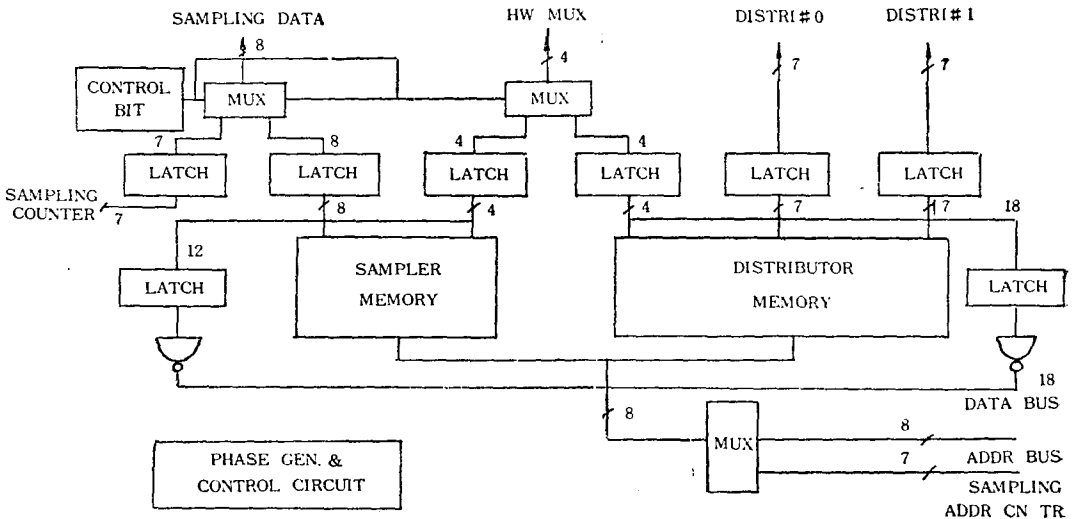 SAMPLING DATA
HW MUX
DISTRI#0
DISTRI#1
8
4
7
7
CONTROL
BIT
MUX
MUX
7
8
4
4
LATCH
LATCH
LATCH
LATCH
LATCH
LATCH
SAMPLING
COUNTER
7
8
4
4
7
7
18
12
LATCH
SAMPLER
MEMORY
DISTRIBUTOR
MEMORY
LATCH
18
DATA BUS
8
MUX
8
ADDR BUS
7
SAMPLING
ADDR CN TR
PHASE GEN. &
CONTROL CIRCUIT